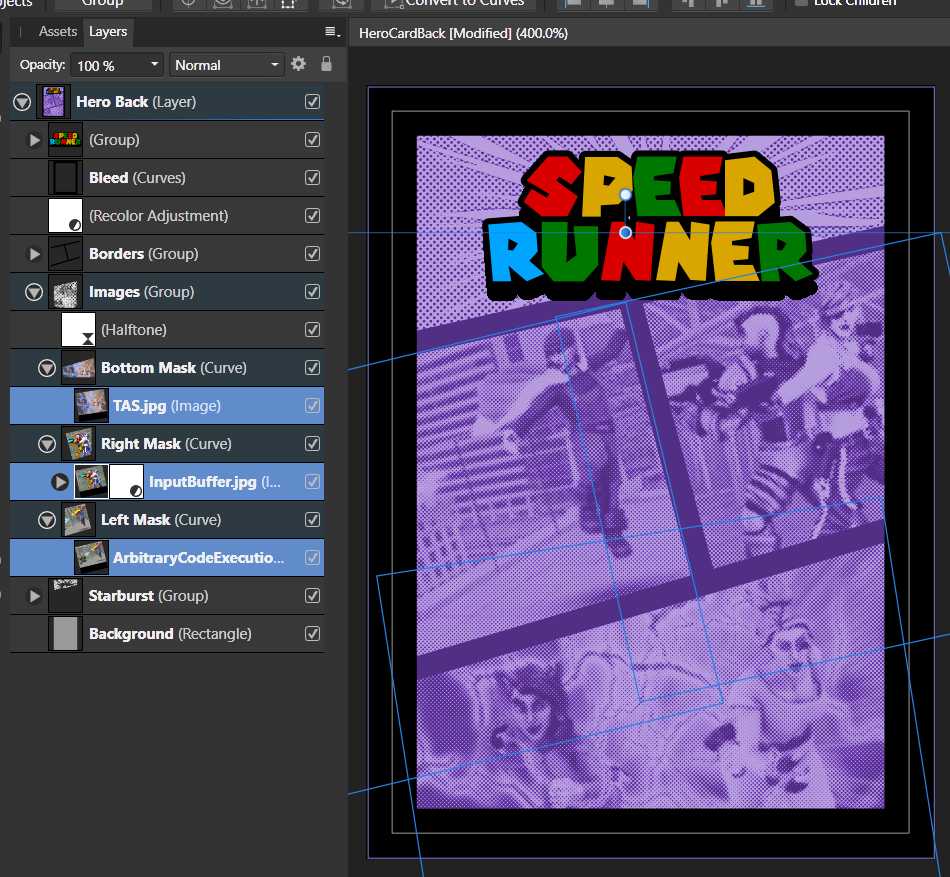 Group
Convert to Curves
Lock Children
Assets
Layers
HeroCardBack [Modified] (400.0%)
Opacity:
100 %
Normal
Hero Back (Layer)
(Group)
Bleed (Curves)
(Recolor Adjustment)
Borders (Group)
Images (Group)
(Halftone)
Bottom Mask (Curve)
TAS.jpg (Image)
Right Mask (Curve)
InputBuffer.jpg (I...
Left Mask (Curve)
ArbitraryCodeExecutio...
Starburst (Group)
Background (Rectangle)
SPEED
RUNNER